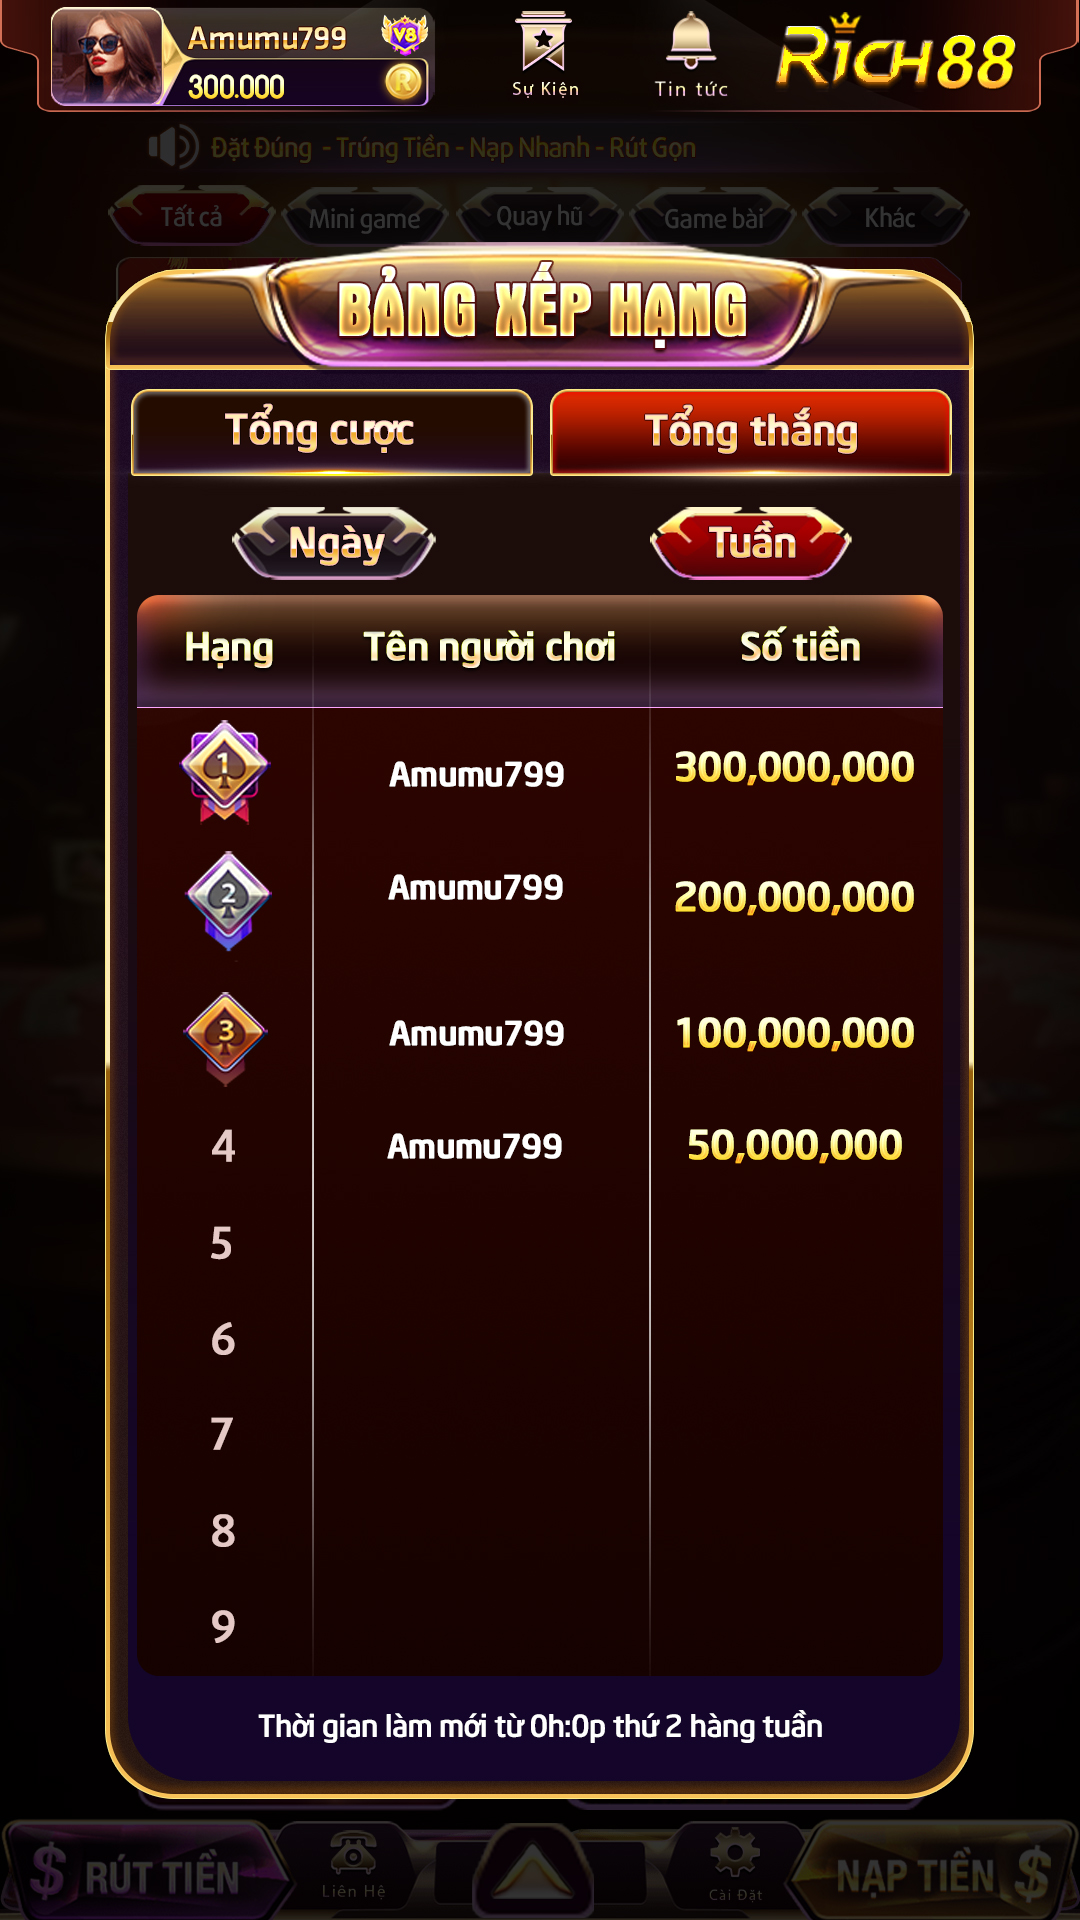 Amumu799
V8
300.000
R
Sự Kiện
Tin tức
RICH88
Đặt Đúng - Trúng Tiền - Nạp Nhanh - Rút Gọn
Tất cả
Mini game
Quay hũ
Game bài
Khác
BẢNG XẾP HẠNG
Tổng cược
Tổng thắng
Ngày
Tuần
Hạng
Tên người chơi
Số tiền
1
Amumu799
300,000,000
2
Amumu799
200,000,000
3
Amumu799
100,000,000
4
Amumu799
50,000,000
5
6
7
8
9
Thời gian làm mới từ 0h:0p thứ 2 hàng tuần
$ RÚT TIỀN
Liên Hệ
Cài Đặt
NẠP TIỀN $